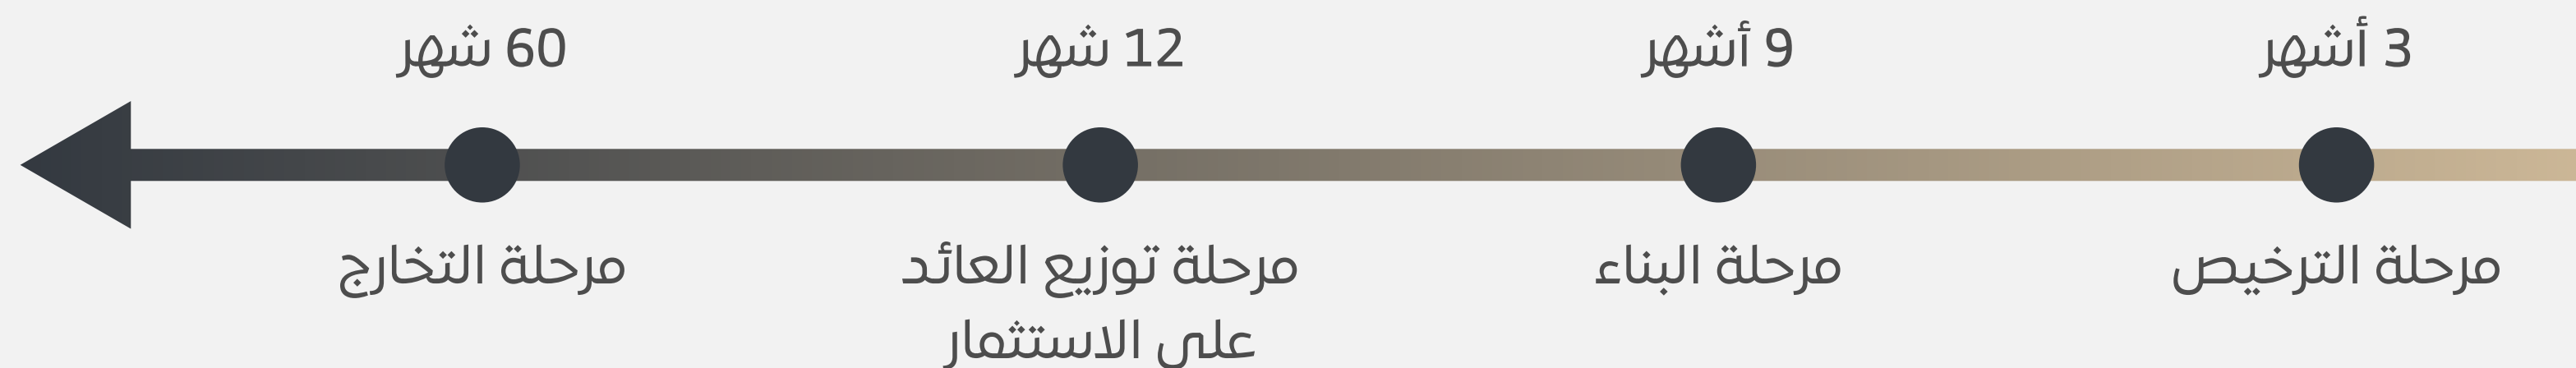 3 أشهر
مرحلة الترخيص
9 أشهر
مرحلة البناء
12 شهر
مرحلة توزيع العائد
على الاستثمار
60 شهر
مرحلة التخارج